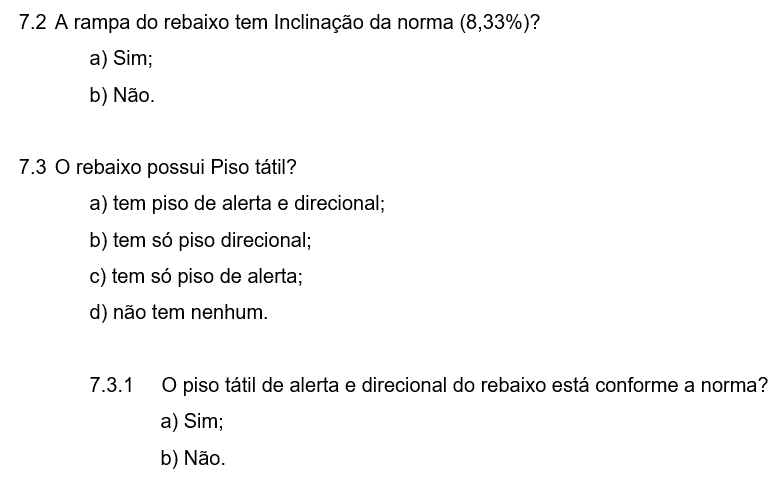 7.2 A rampa do rebaixo tem Inclinação da norma (8,33%)?
a) Sim;
b) Não.
7.3 O rebaixo possui Piso tátil?
a) tem piso de alerta e direcional;
b) tem só piso direcional;
c) tem só piso de alerta;
d) não tem nenhum.
7.3.1 O piso tátil de alerta e direcional do rebaixo está conforme a norma?
a) Sim;
b) Não.